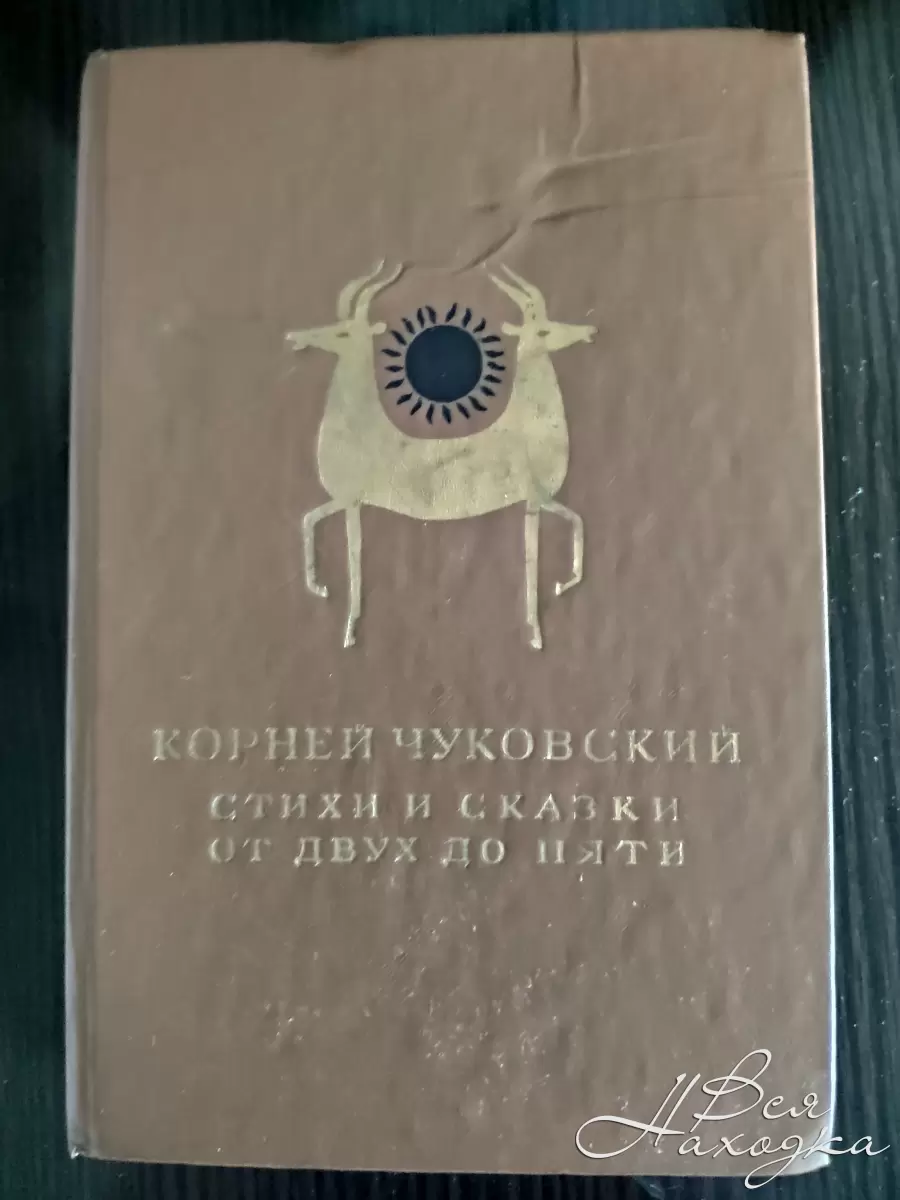 КОРНЕЙ ЧУКОВСКИЙ
СТИХИ И СКАЗКИ
ОТ ДВУХ ДО ПЯТИ
Вся
Находка